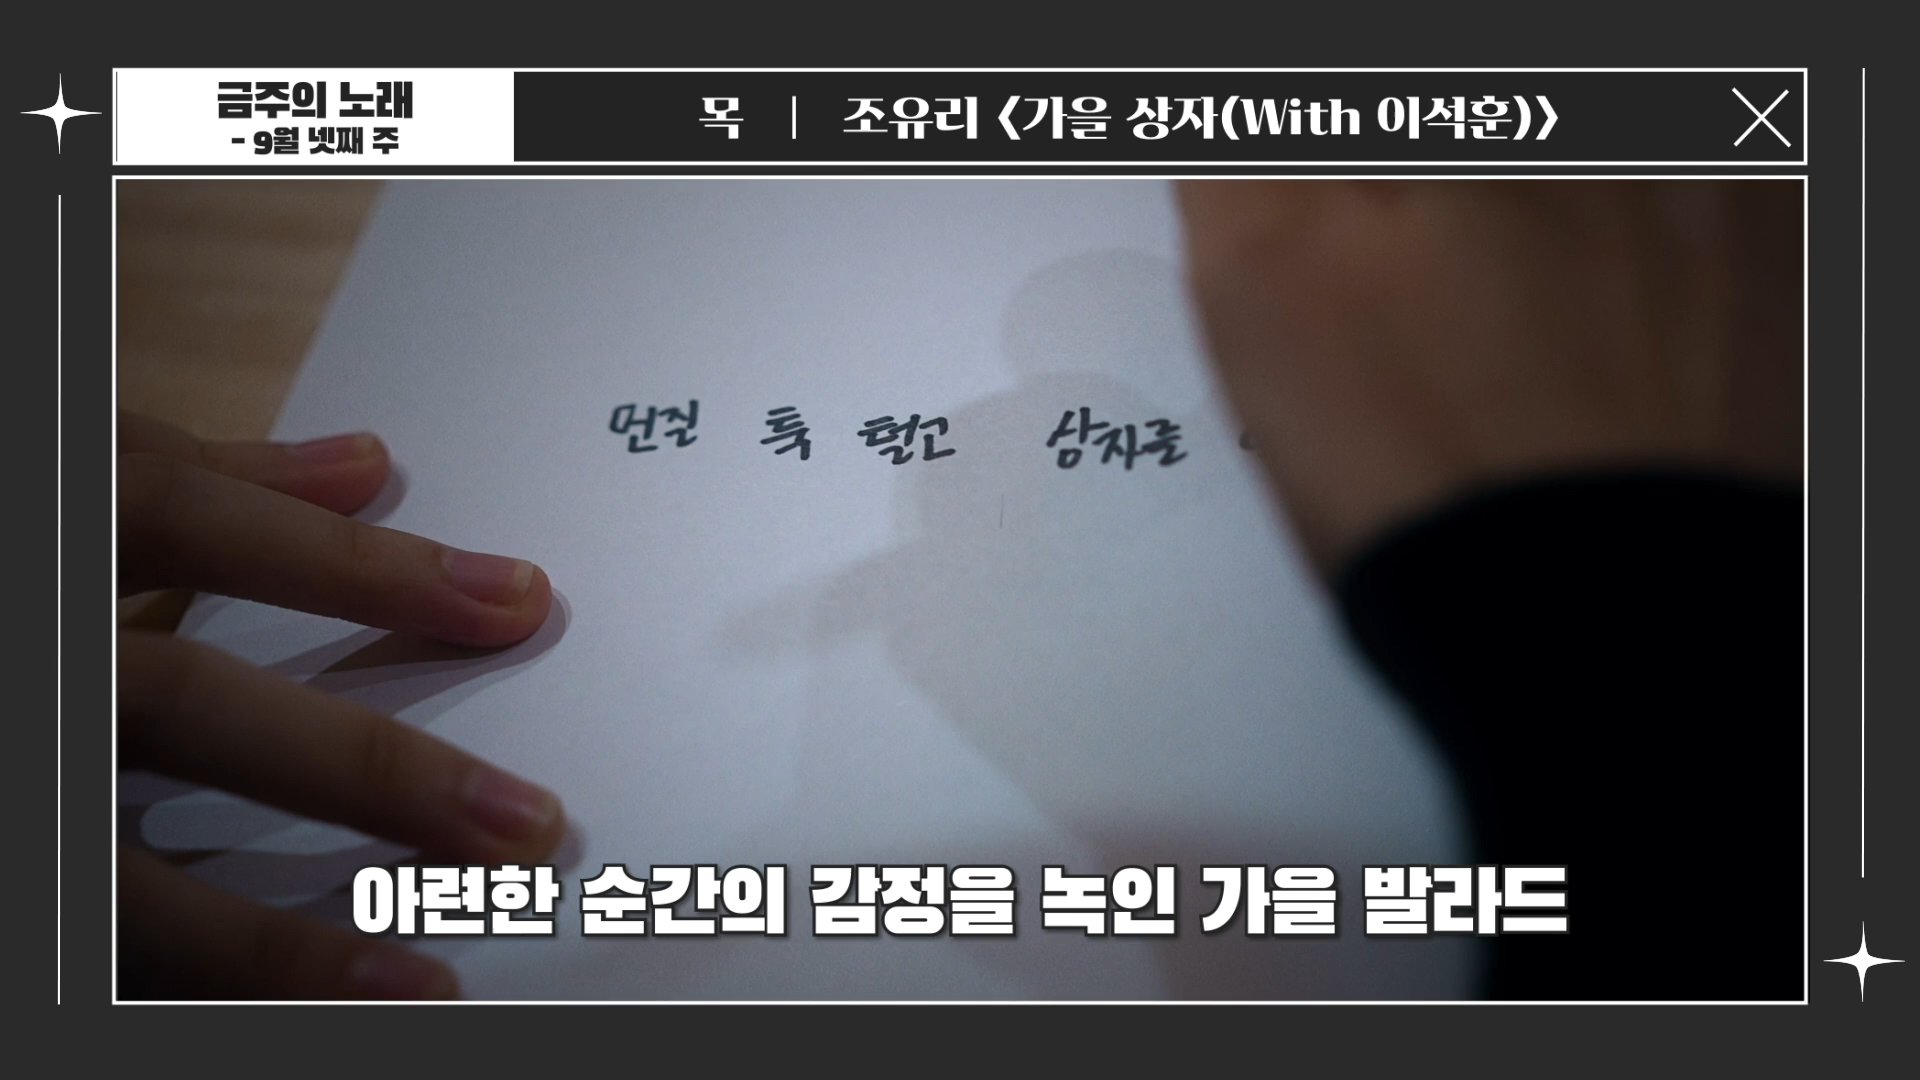 금주의 노래
- 9월 넷째 주
목 | 조유리 <가을 상자(With 이석훈)>
먼질 툭 털고 상자를
아련한 순간의 감정을 녹인 가을 발라드